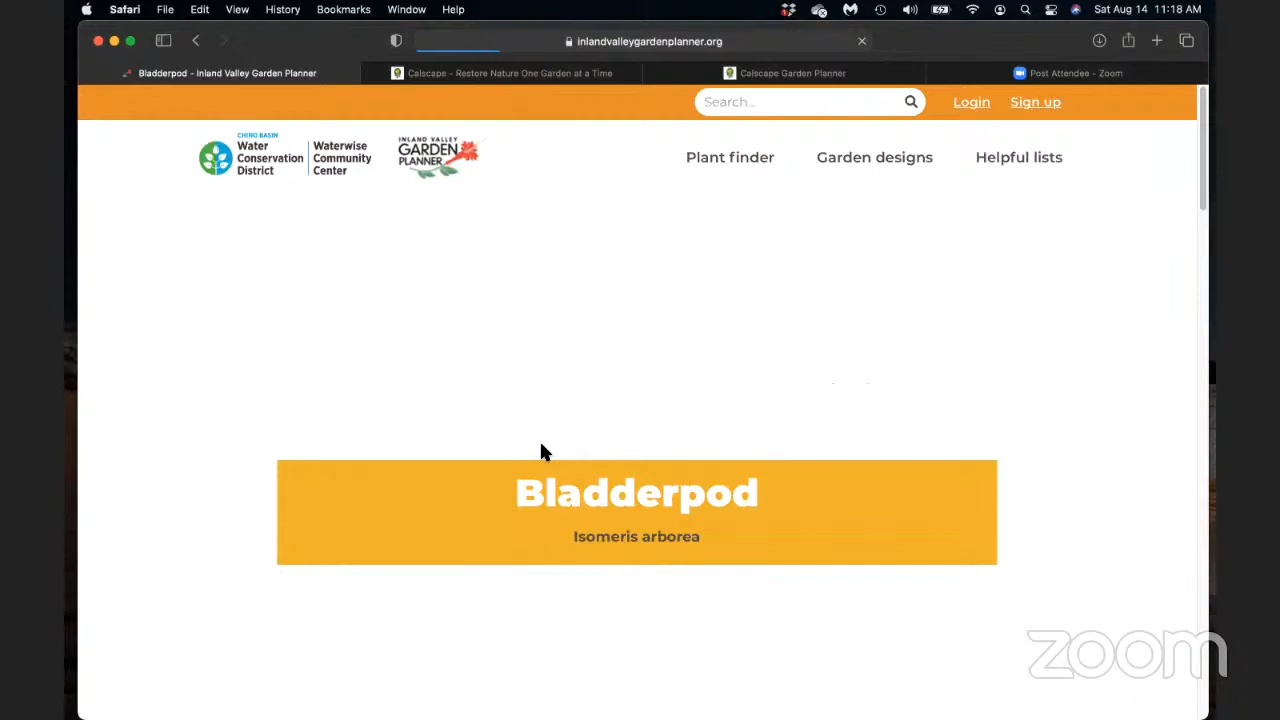 Safari File Edit View History Bookmarks Window Help Sat Aug 14 11:18 AM
inlandvalleygardenplanner.org
Bladderpod - Inland Valley Garden Planner
Calscape - Restore Nature One Garden at a Time
Calscape Garden Planner
Post Attendee - Zoom
Search...
Login
Sign up
CHINO BASIN
Water
Conservation
District
Waterwise
Community
Center
INLAND VALLEY
GARDEN
PLANNER
Plant finder
Garden designs
Helpful lists
Bladderpod
Isomeris arborea
zoom